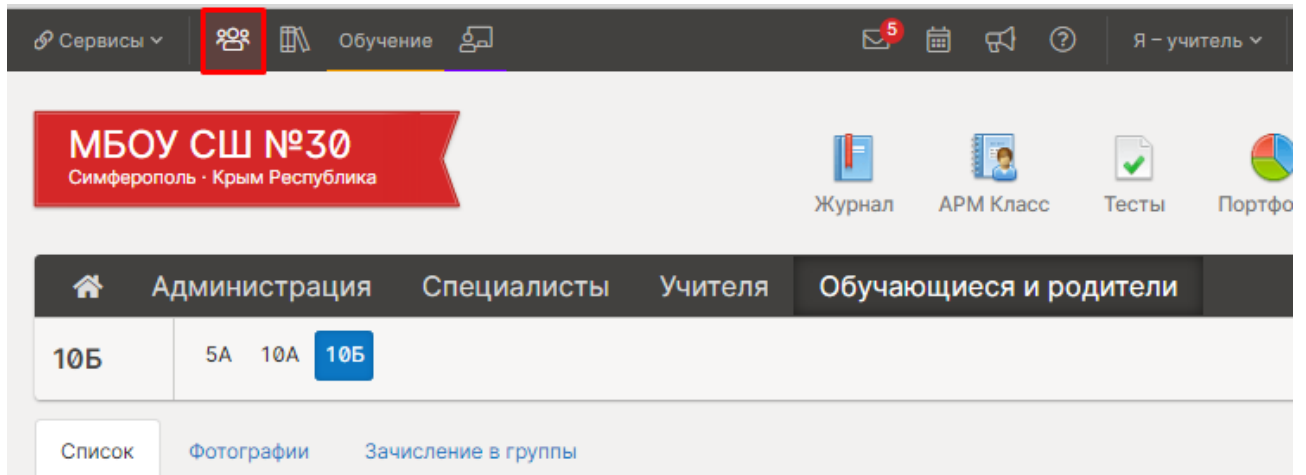 Сервисы Обучение 5 Я – учитель
МБОУ СШ №30
Симферополь · Крым Республика
Журнал АРМ Класс Тесты
Администрация Специалисты Учителя Обучающиеся и родители
10Б 5А 10А 10Б
Список Фотографии Зачисление в группы